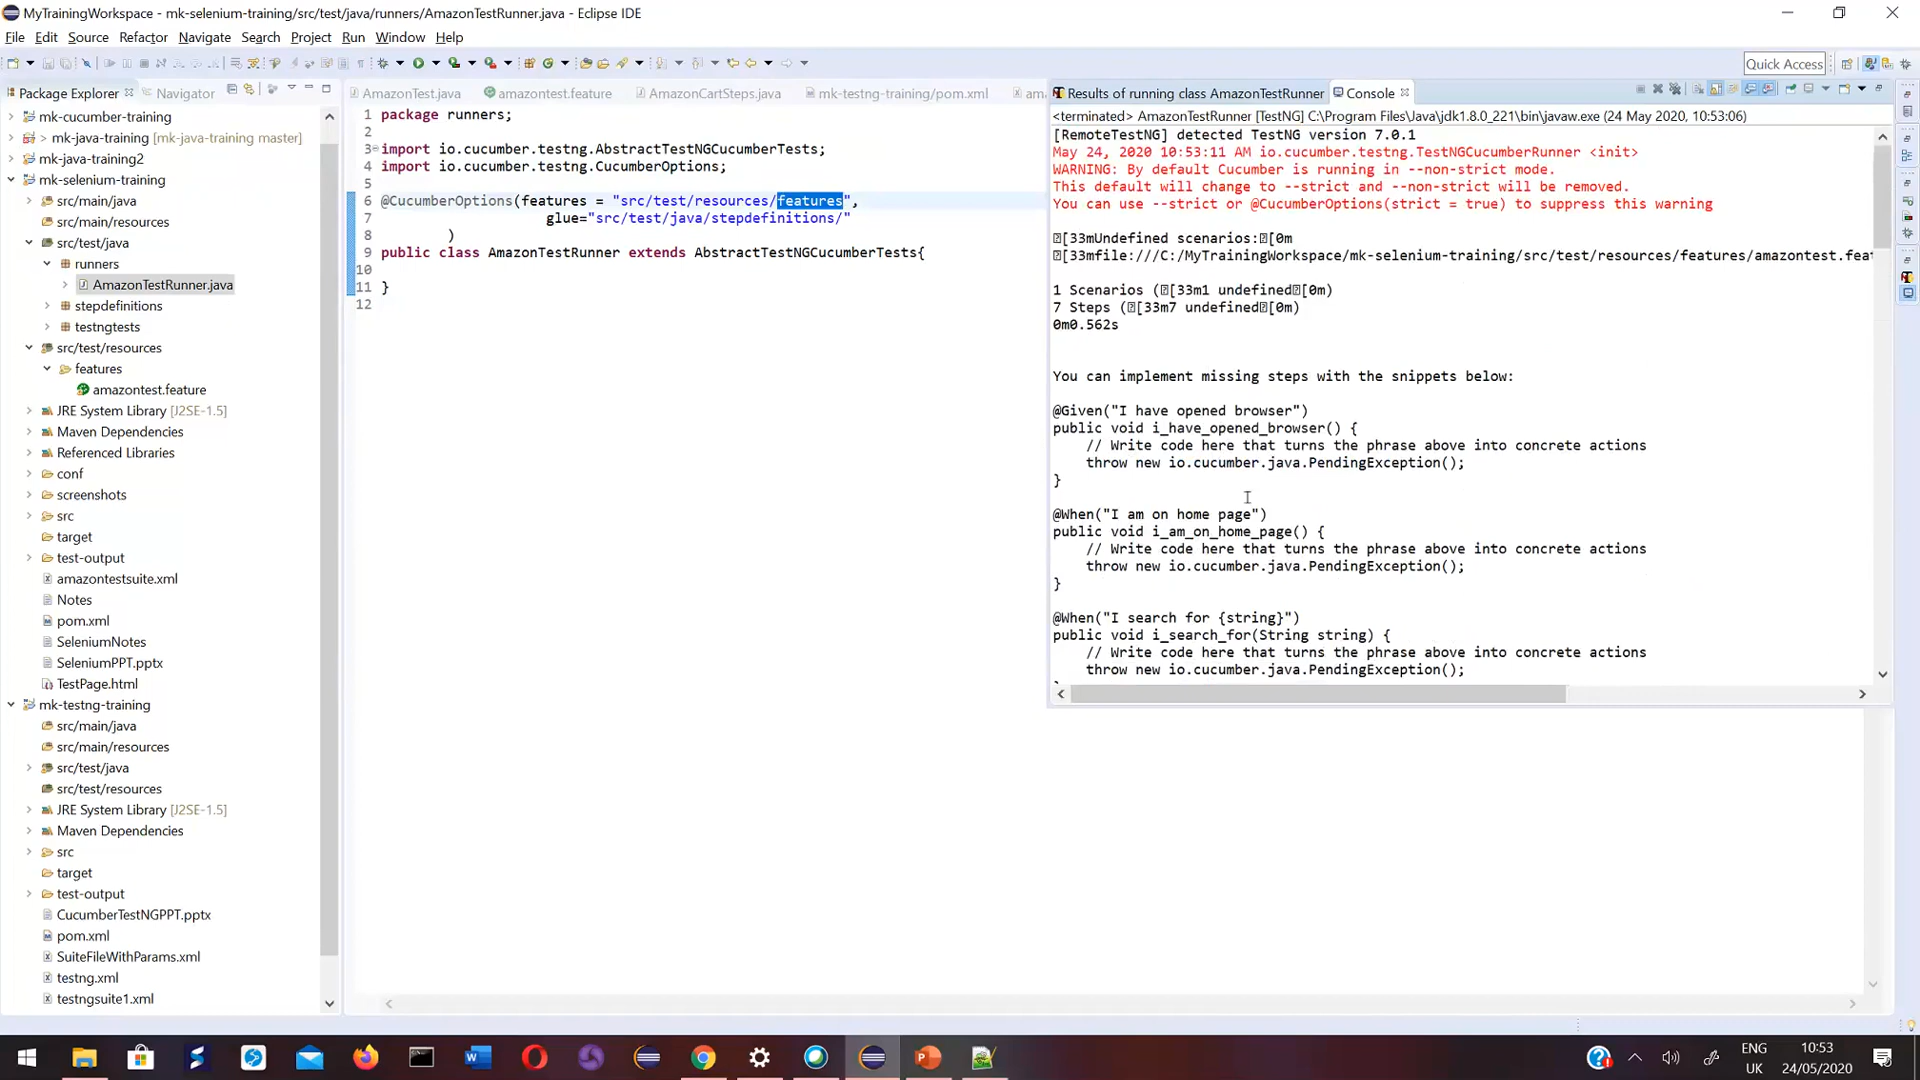 MyTrainingWorkspace - mk-selenium-training/src/test/java/runners/AmazonTestRunner.java - Eclipse IDE
File Edit Source Refactor Navigate Search Project Run Window Help
Quick Access
Package Explorer Navigator
mk-cucumber-training
> mk-java-training [mk-java-training master]
mk-java-training2
mk-selenium-training
src/main/java
src/main/resources
src/test/java
runners
AmazonTestRunner.java
stepdefinitions
testngtests
src/test/resources
features
amazontest.feature
JRE System Library [J2SE-1.5]
Maven Dependencies
Referenced Libraries
conf
screenshots
src
target
test-output
amazontestsuite.xml
Notes
pom.xml
SeleniumNotes
SeleniumPPT.pptx
TestPage.html
mk-testng-training
src/main/java
src/main/resources
src/test/java
src/test/resources
JRE System Library [J2SE-1.5]
Maven Dependencies
src
target
test-output
CucumberTestNGPPT.pptx
pom.xml
SuiteFileWithParams.xml
testng.xml
testngsuite1.xml
AmazonTest.java amazontest.feature AmazonCartSteps.java mk-testng-training/pom.xml am
1 package runners;
2
3 import io.cucumber.testng.AbstractTestNGCucumberTests;
4 import io.cucumber.testng.CucumberOptions;
5
6 @CucumberOptions(features = "src/test/resources/features",
7 glue="src/test/java/stepdefinitions/"
8 )
9 public class AmazonTestRunner extends AbstractTestNGCucumberTests{
10
11 }
12
Results of running class AmazonTestRunner Console
<terminated> AmazonTestRunner [TestNG] C:\Program Files\Java\jdk1.8.0_221\bin\javaw.exe (24 May 2020, 10:53:06)
[RemoteTestNG] detected TestNG version 7.0.1
May 24, 2020 10:53:11 AM io.cucumber.testng.TestNGCucumberRunner <init>
WARNING: By default Cucumber is running in --non-strict mode.
This default will change to --strict and --non-strict will be removed.
You can use --strict or @CucumberOptions(strict = true) to suppress this warning
[33mUndefined scenarios:[0m
[33mfile:///C:/MyTrainingWorkspace/mk-selenium-training/src/test/resources/features/amazontest.feat
1 Scenarios ([33m1 undefined[0m)
7 Steps ([33m7 undefined[0m)
0m0.562s
You can implement missing steps with the snippets below:
@Given("I have opened browser")
public void i_have_opened_browser() {
// Write code here that turns the phrase above into concrete actions
throw new io.cucumber.java.PendingException();
}
@When("I am on home page")
public void i_am_on_home_page() {
// Write code here that turns the phrase above into concrete actions
throw new io.cucumber.java.PendingException();
}
@When("I search for {string}")
public void i_search_for(String string) {
// Write code here that turns the phrase above into concrete actions
throw new io.cucumber.java.PendingException();
ENG
UK
10:53
24/05/2020